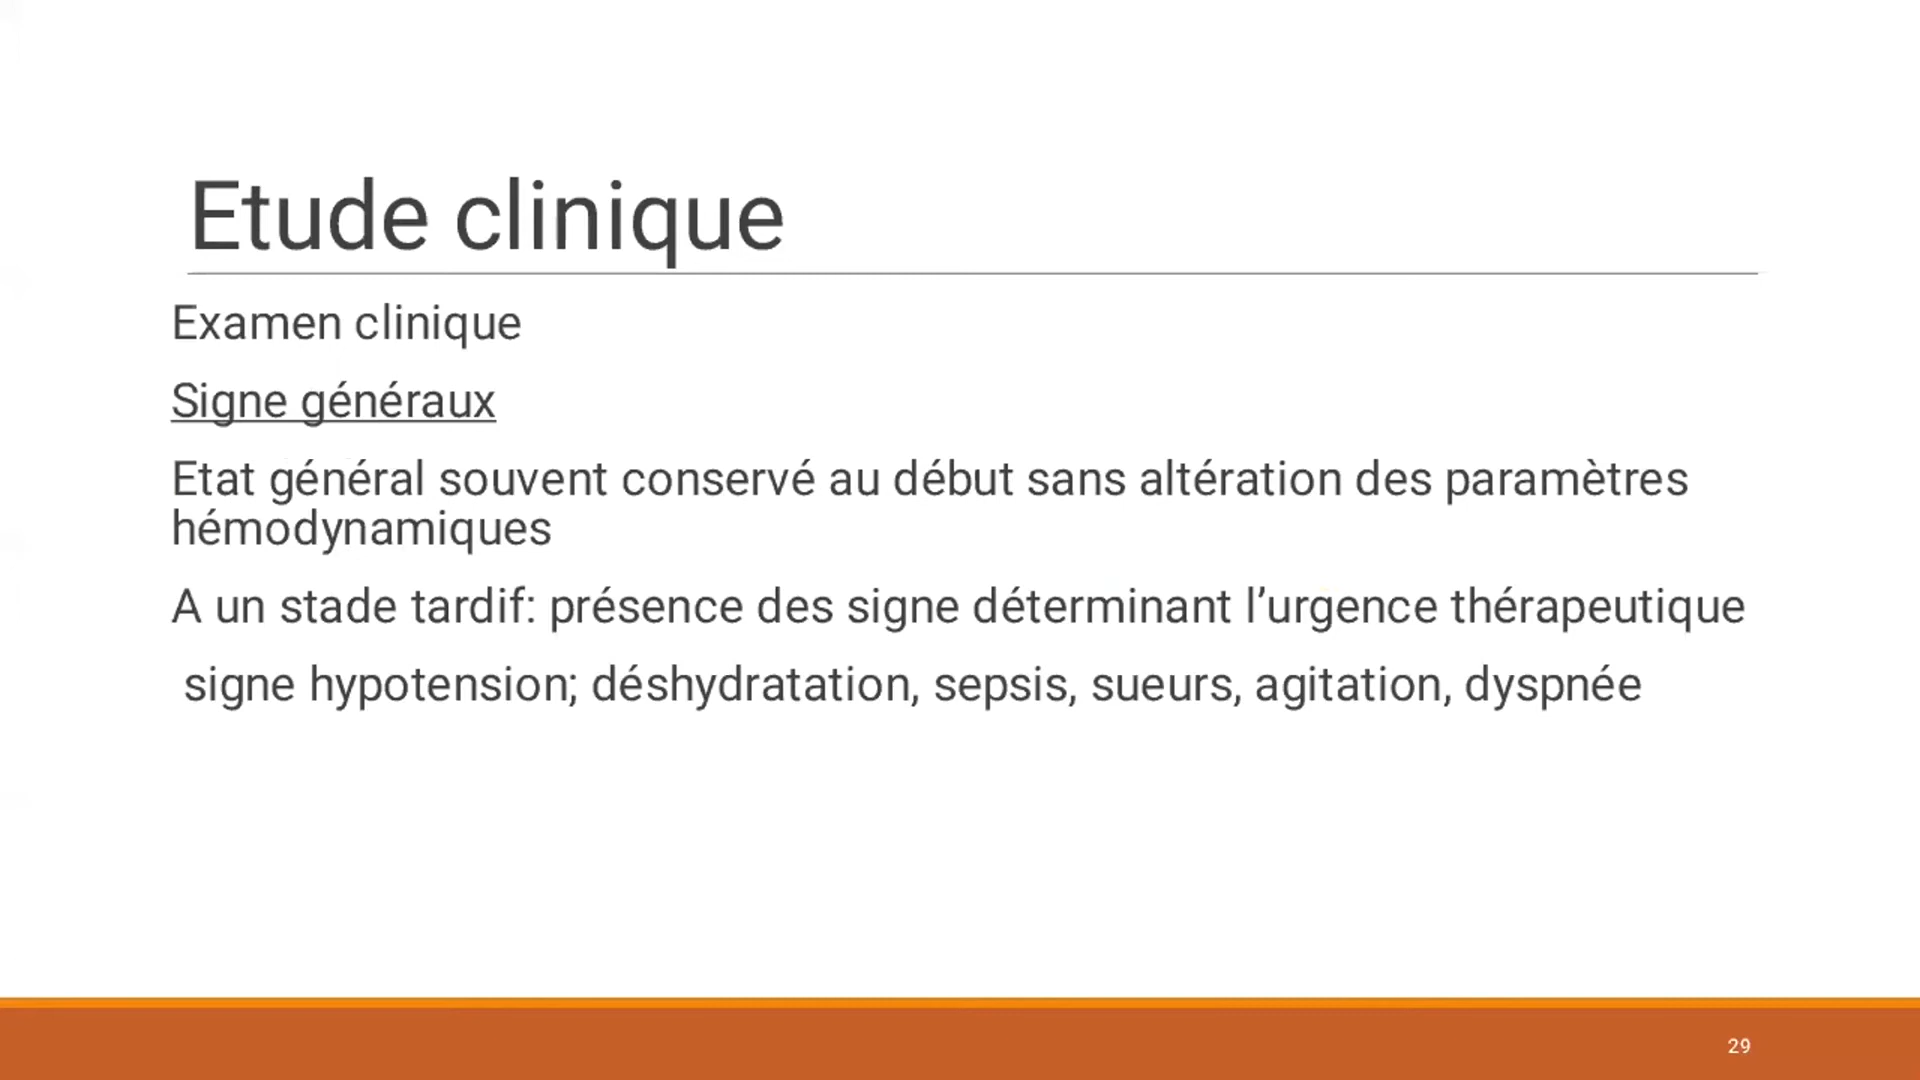 Etude clinique
Examen clinique
Signe généraux
Etat général souvent conservé au début sans altération des paramètres
hémodynamiques
A un stade tardif: présence des signe déterminant l’urgence thérapeutique
signe hypotension; déshydratation, sepsis, sueurs, agitation, dyspnée
29